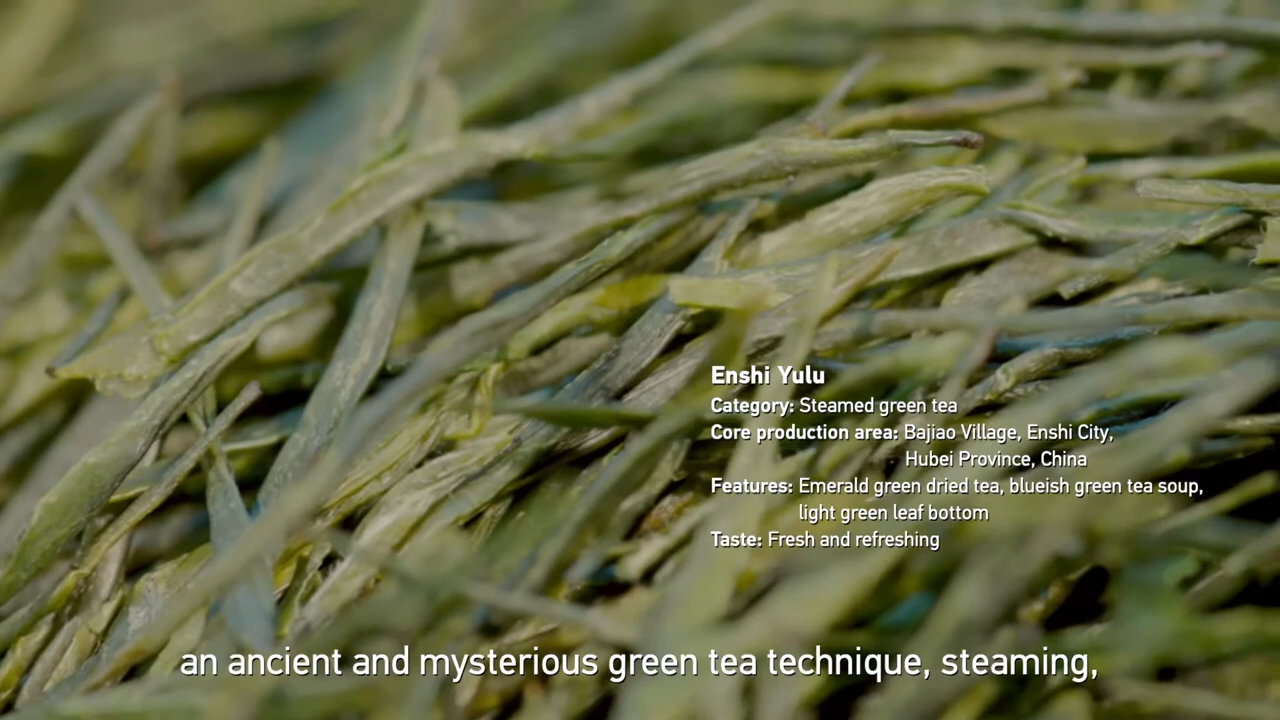 Enshi Yulu
Category: Steamed green tea
Core production area: Bajiao Village, Enshi City,
Hubei Province, China
Features: Emerald green dried tea, blueish green tea soup,
light green leaf bottom
Taste: Fresh and refreshing
an ancient and mysterious green tea technique, steaming,